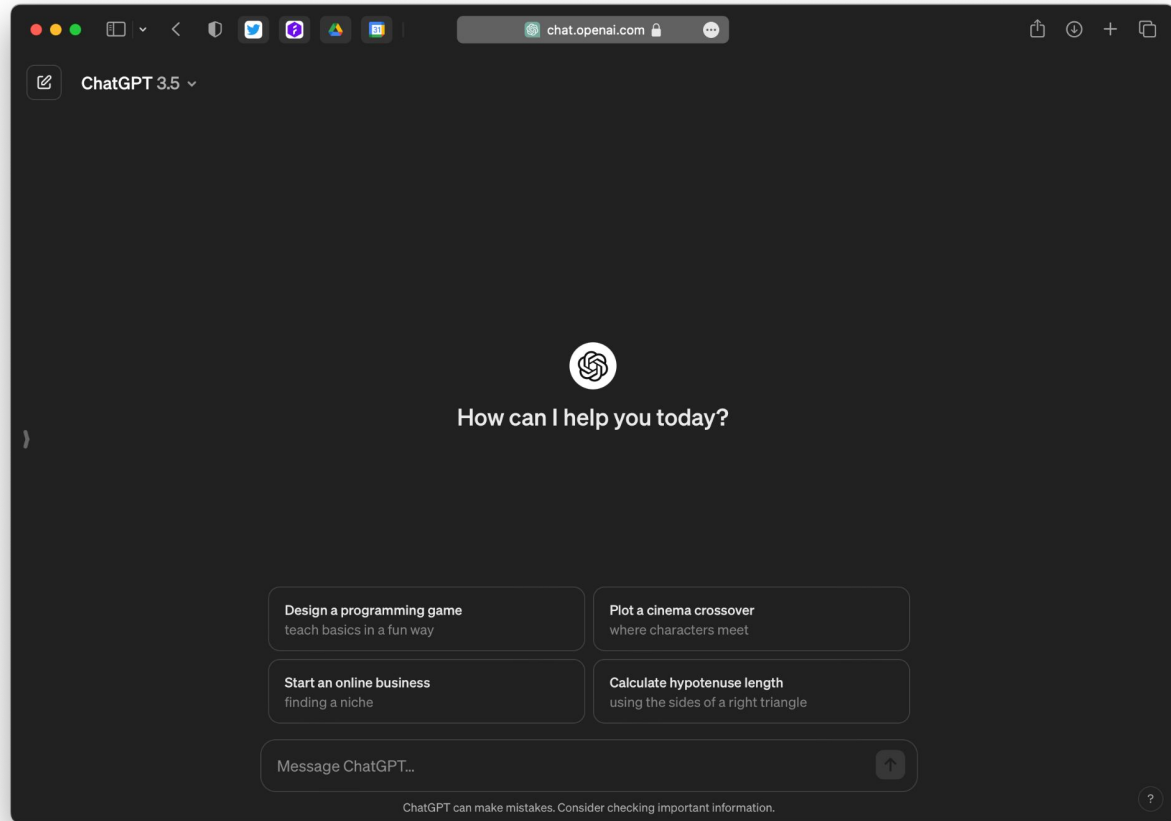 31
chat.openai.com
ChatGPT 3.5
How can I help you today?
Design a programming game
teach basics in a fun way
Plot a cinema crossover
where characters meet
Start an online business
finding a niche
Calculate hypotenuse length
using the sides of a right triangle
Message ChatGPT...
ChatGPT can make mistakes. Consider checking important information.
?